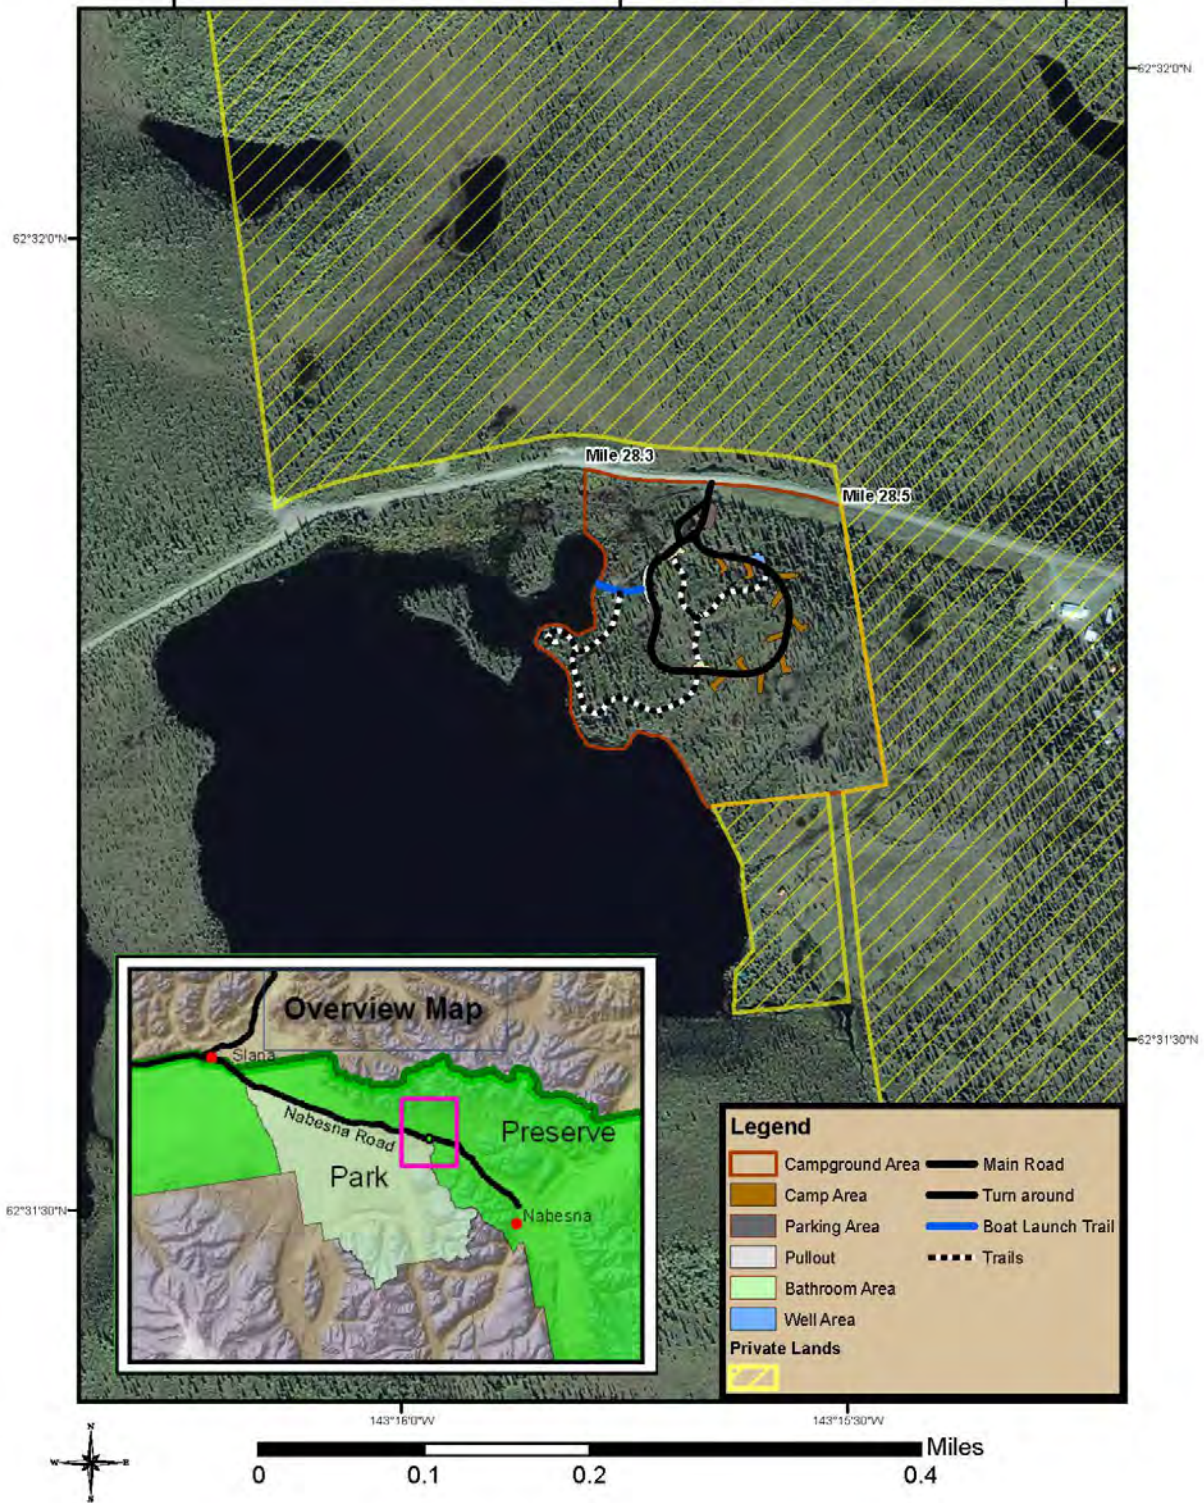 62°32'0"N
62°32'0"N
Mile 28.3
Mile 28.5
62°31'30"N
Overview Map
Slana
Nabesna Road
Preserve
Park
Nabesna
62°31'30"N
Legend
Campground Area
Main Road
Camp Area
Turn around
Parking Area
Boat Launch Trail
Pullout
Trails
Bathroom Area
Well Area
Private Lands
143°16'0"W
143°15'30"W
N
W
E
S
Miles
0
0.1
0.2
0.4